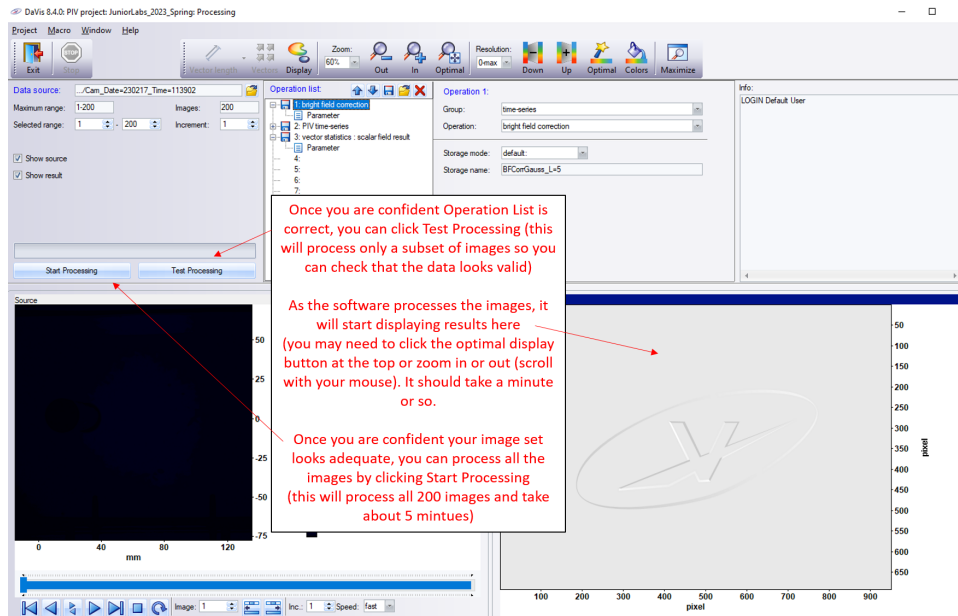 DaVis 8.4.0: PIV project: JuniorLabs_2023_Spring: Processing
Project Macro Window Help
Exit Stop Vector length Vectors Display Zoom: 60% Out In Optimal Resolution: 0-max Down Up Optimal Colors Maximize
Data source: .../Cam_Date=230217_Time=113902
Maximum range: 1-200 Images: 200
Selected range: 1 - 200 Increment: 1
Show source
Show result
Start Processing Test Processing
Operation list:
1: bright field correction
Parameter
2: PIV time-series
3: vector statistics : scalar field result
Parameter
4:
5:
6:
7:
Operation 1:
Group: time-series
Operation: bright field correction
Storage mode: default:
Storage name: BFCorrGauss_L=5
Info:
LOGIN Default User
Once you are confident Operation List is
correct, you can click Test Processing (this
will process only a subset of images so you
can check that the data looks valid)
As the software processes the images, it
will start displaying results here
(you may need to click the optimal display
button at the top or zoom in or out (scroll
with your mouse). It should take a minute
or so.
Once you are confident your image set
looks adequate, you can process all the
images by clicking Start Processing
(this will process all 200 images and take
about 5 mintues)
Source
50
25
0
-25
-50
-75
0 40 80 120
mm
50
100
150
200
250
300
350
400
450
500
550
600
650
pixel
100 200 300 400 500 600 700 800 900
pixel
Image: 1 Inc.: 1 Speed: fast